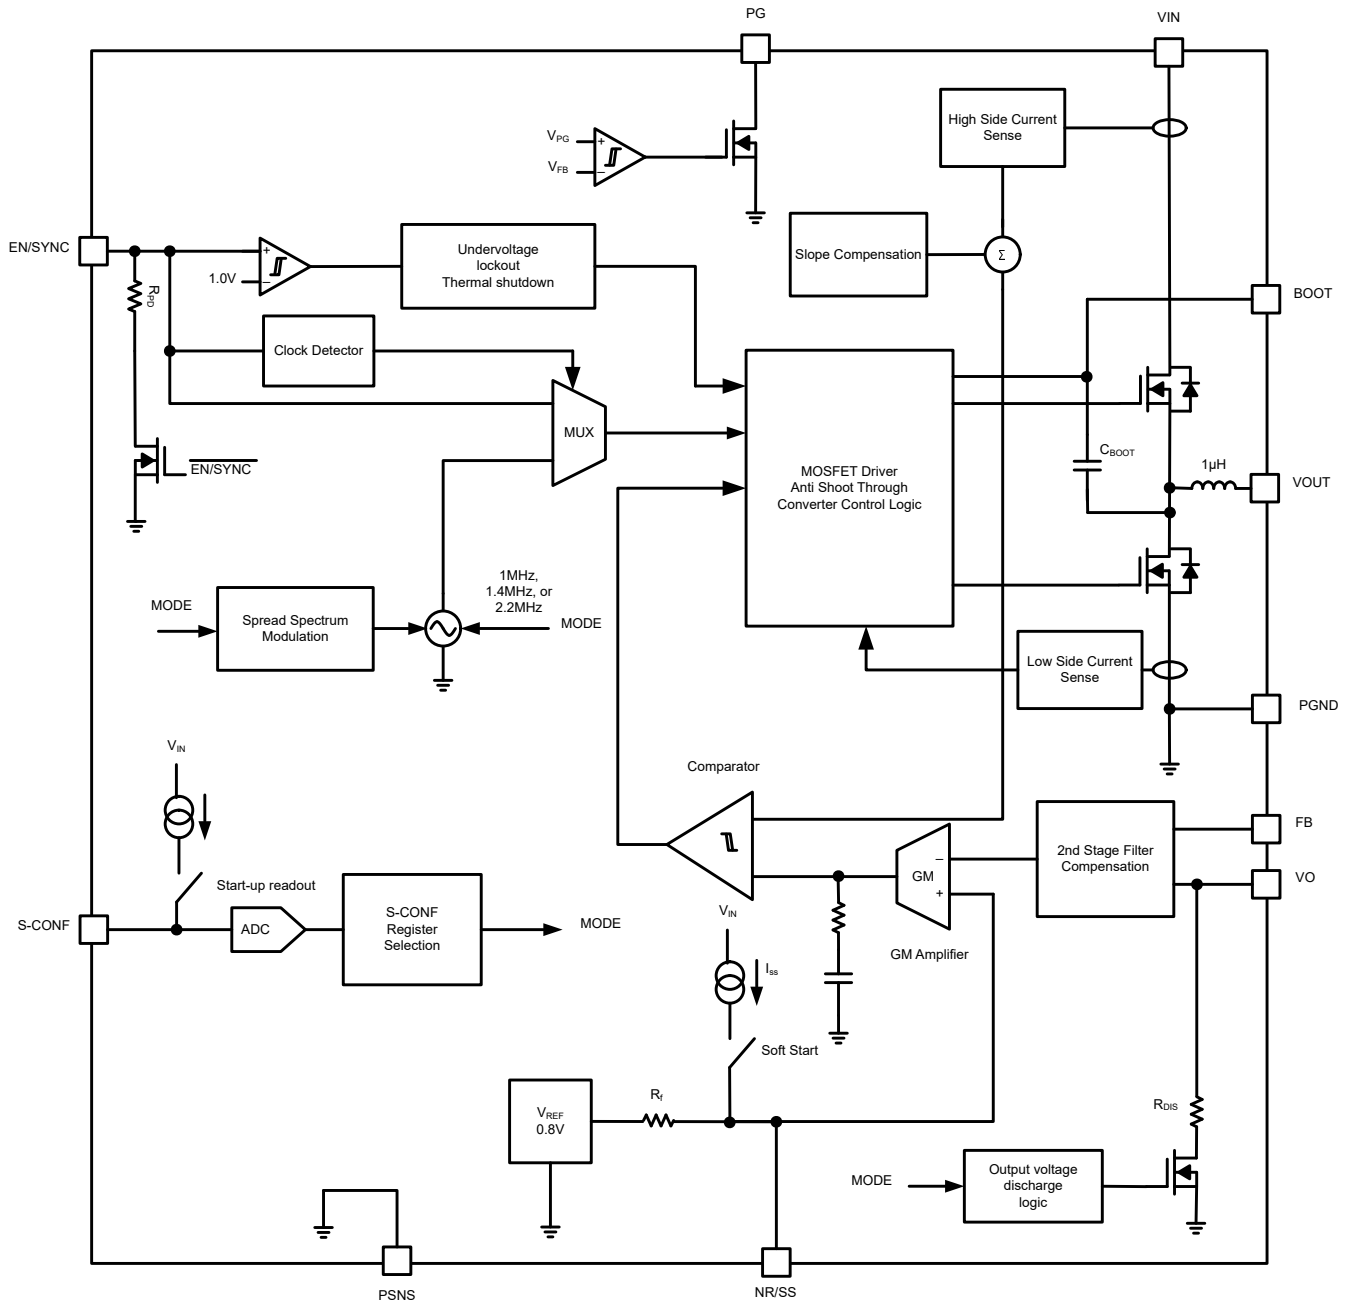 PG
VIN
High Side Current
Sense
VPG
+
VFB
−
EN/SYNC
+
1.0V
−
Undervoltage
lockout
Thermal shutdown
Slope Compensation
Σ
RPD
BOOT
Clock Detector
MUX
EN/SYNC
MOSFET Driver
Anti Shoot Through
Converter Control Logic
CBOOT
1µH
VOUT
1MHz,
1.4MHz, or
2.2MHz
MODE
Spread Spectrum
Modulation
MODE
Low Side Current
Sense
PGND
VIN
Comparator
FB
2nd Stage Filter
Compensation
−
GM
+
VO
Start-up readout
S-CONF
ADC
S-CONF
Register
Selection
MODE
VIN
GM Amplifier
Iss
Soft Start
VREF
0.8V
Rf
RDIS
MODE
Output voltage
discharge
logic
PSNS
NR/SS